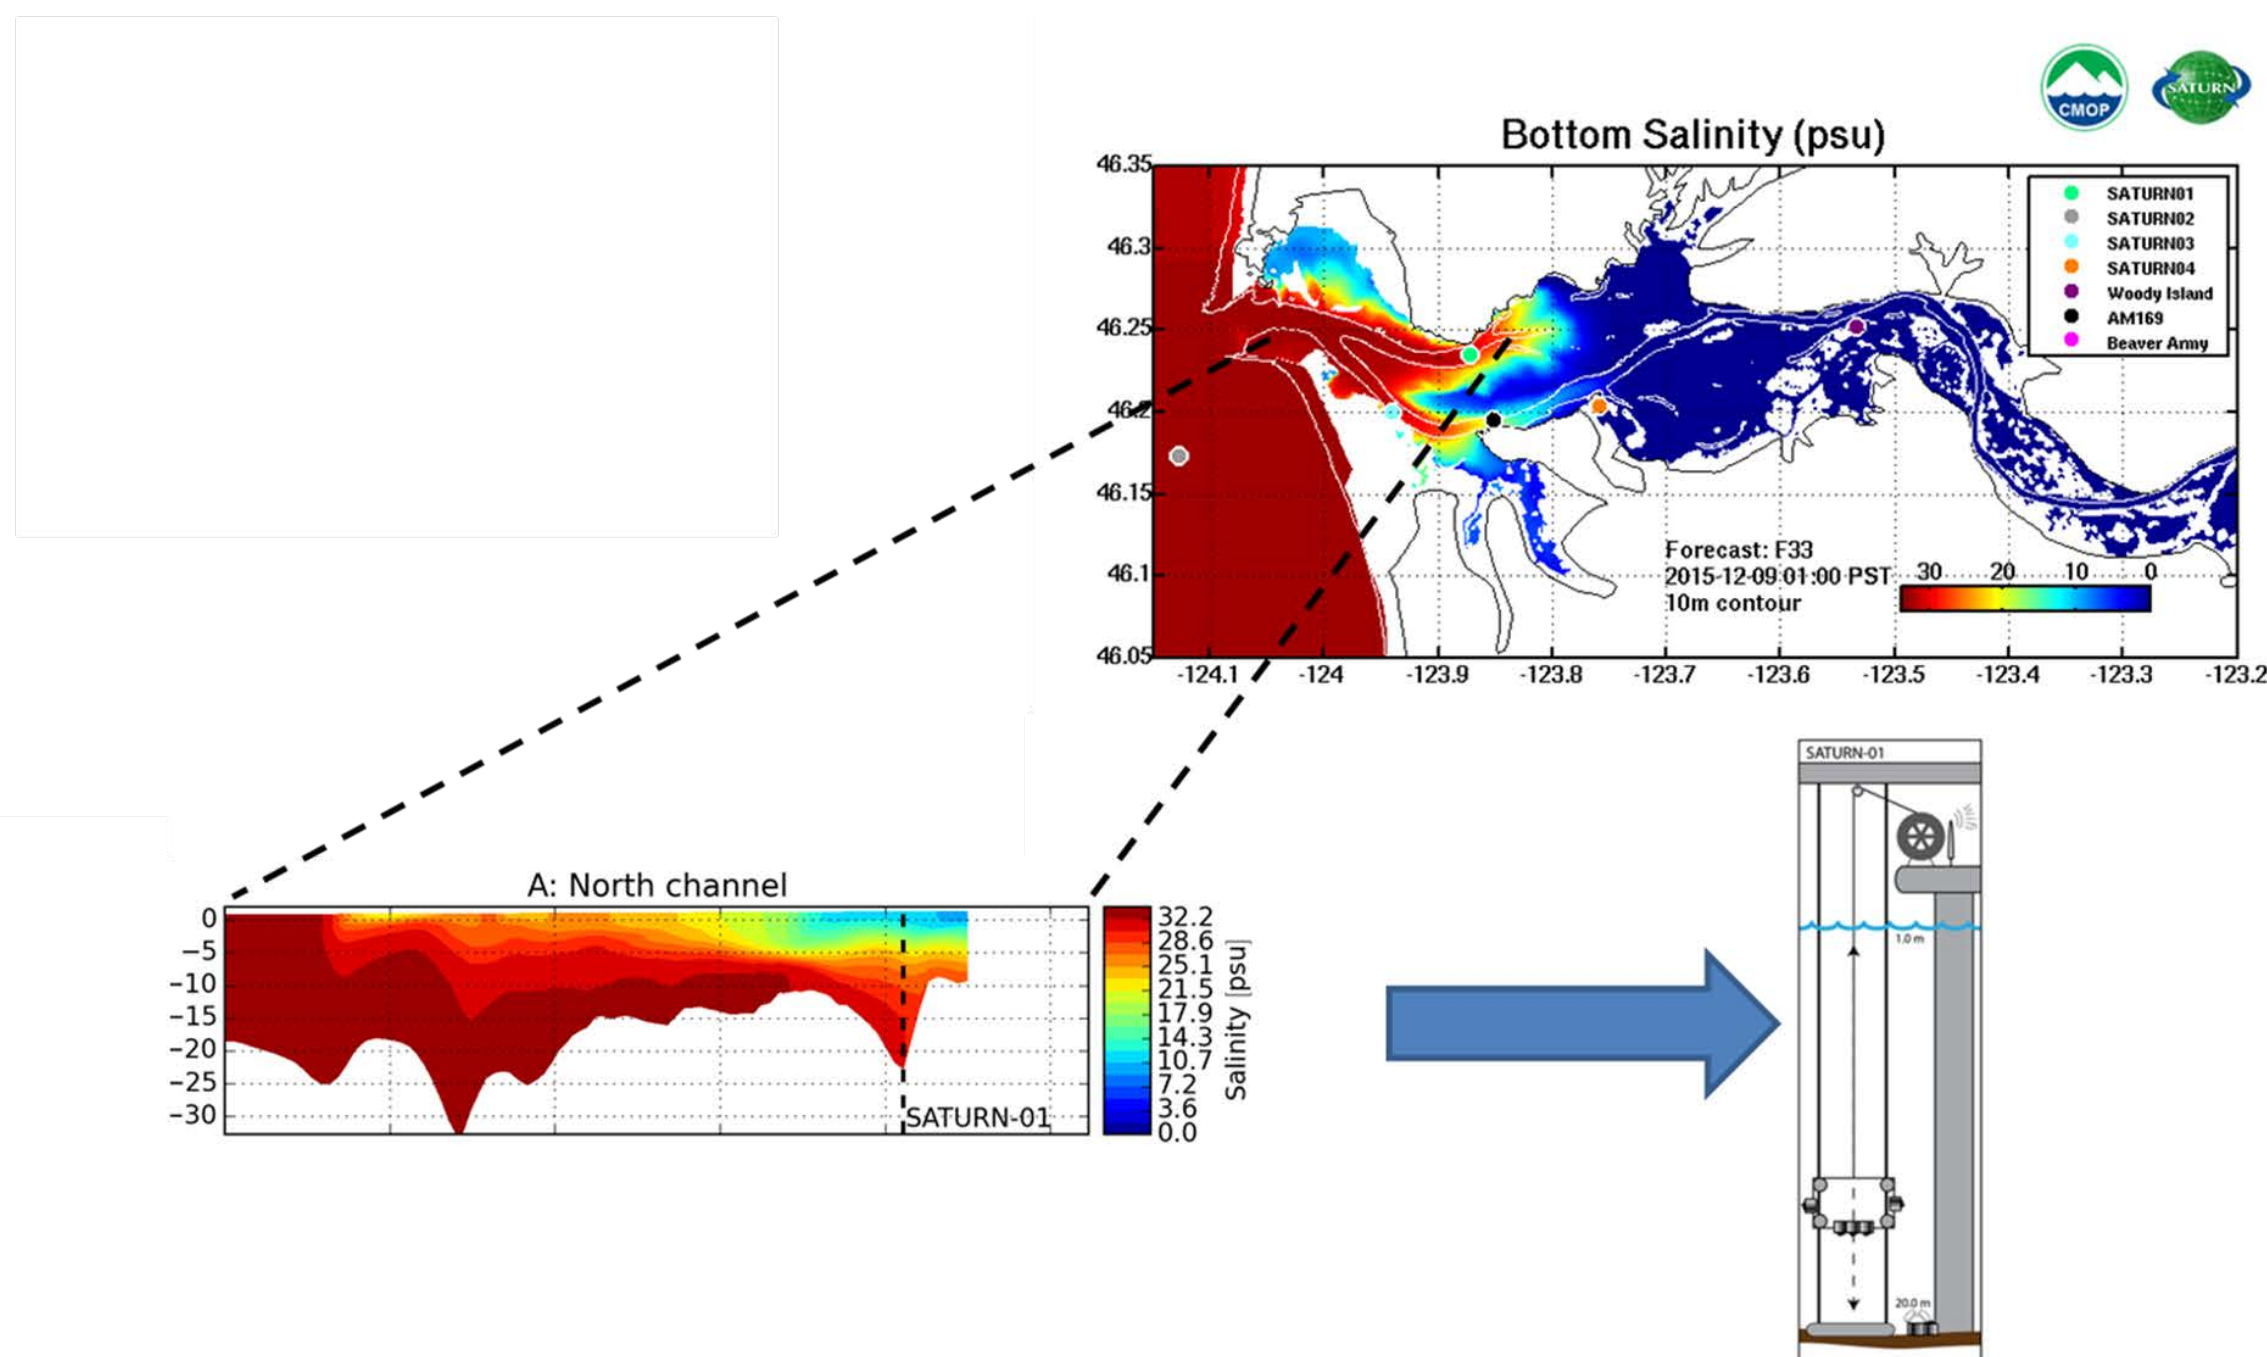 CMOP
SATURN
Bottom Salinity (psu)
46.35
46.3
46.25
46.2
46.15
46.1
46.05
-124.1
-124
-123.9
-123.8
-123.7
-123.6
-123.5
-123.4
-123.3
-123.2
SATURN01
SATURN02
SATURN03
SATURN04
Woody Island
AM169
Beaver Army
Forecast: F33
2015-12-09 01:00 PST
10m contour
30 20 10 0
A: North channel
0
−5
−10
−15
−20
−25
−30
SATURN-01
32.2
28.6
25.1
21.5
17.9
14.3
10.7
7.2
3.6
0.0
Salinity [psu]
SATURN-01
Wifi
1.0 m
20.0 m